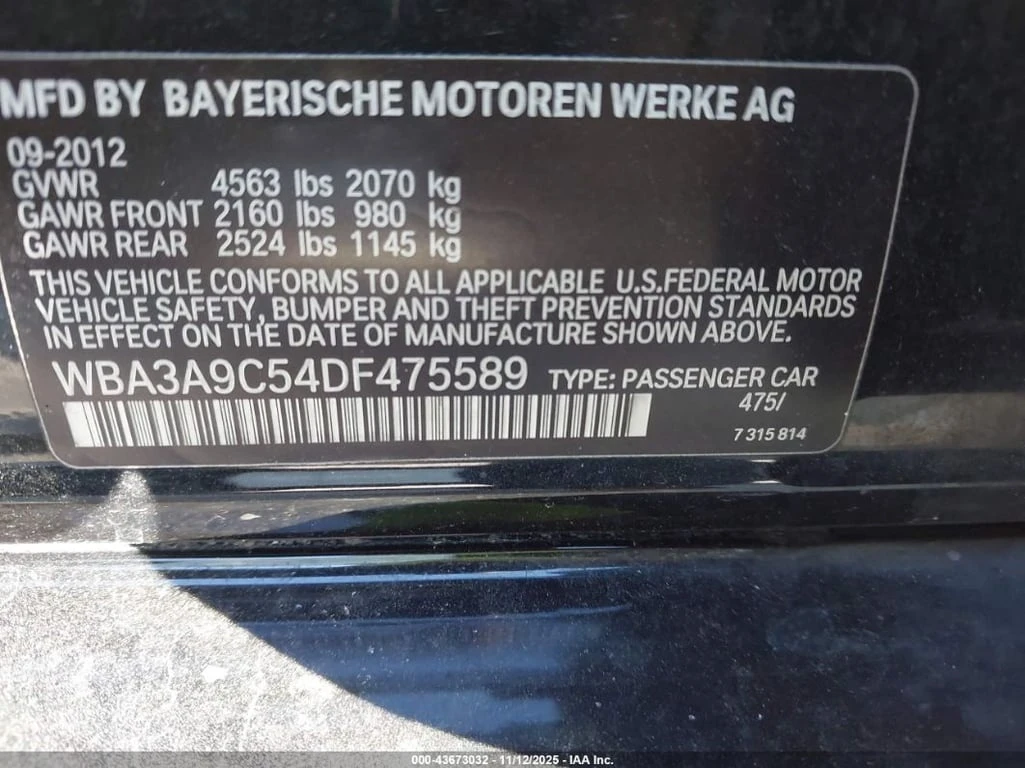 MFD BY BAYERISCHE MOTOREN WERKE AG
09-2012
GVWR 4563 lbs 2070 kg
GAWR FRONT 2160 lbs 980 kg
GAWR REAR 2524 lbs 1145 kg
THIS VEHICLE CONFORMS TO ALL APPLICABLE U.S.FEDERAL MOTOR
VEHICLE SAFETY, BUMPER AND THEFT PREVENTION STANDARDS
IN EFFECT ON THE DATE OF MANUFACTURE SHOWN ABOVE.
WBA3A9C54DF475589 TYPE: PASSENGER CAR
475/
7 315 814
000-43673032 - 11/12/2025 - IAA Inc.